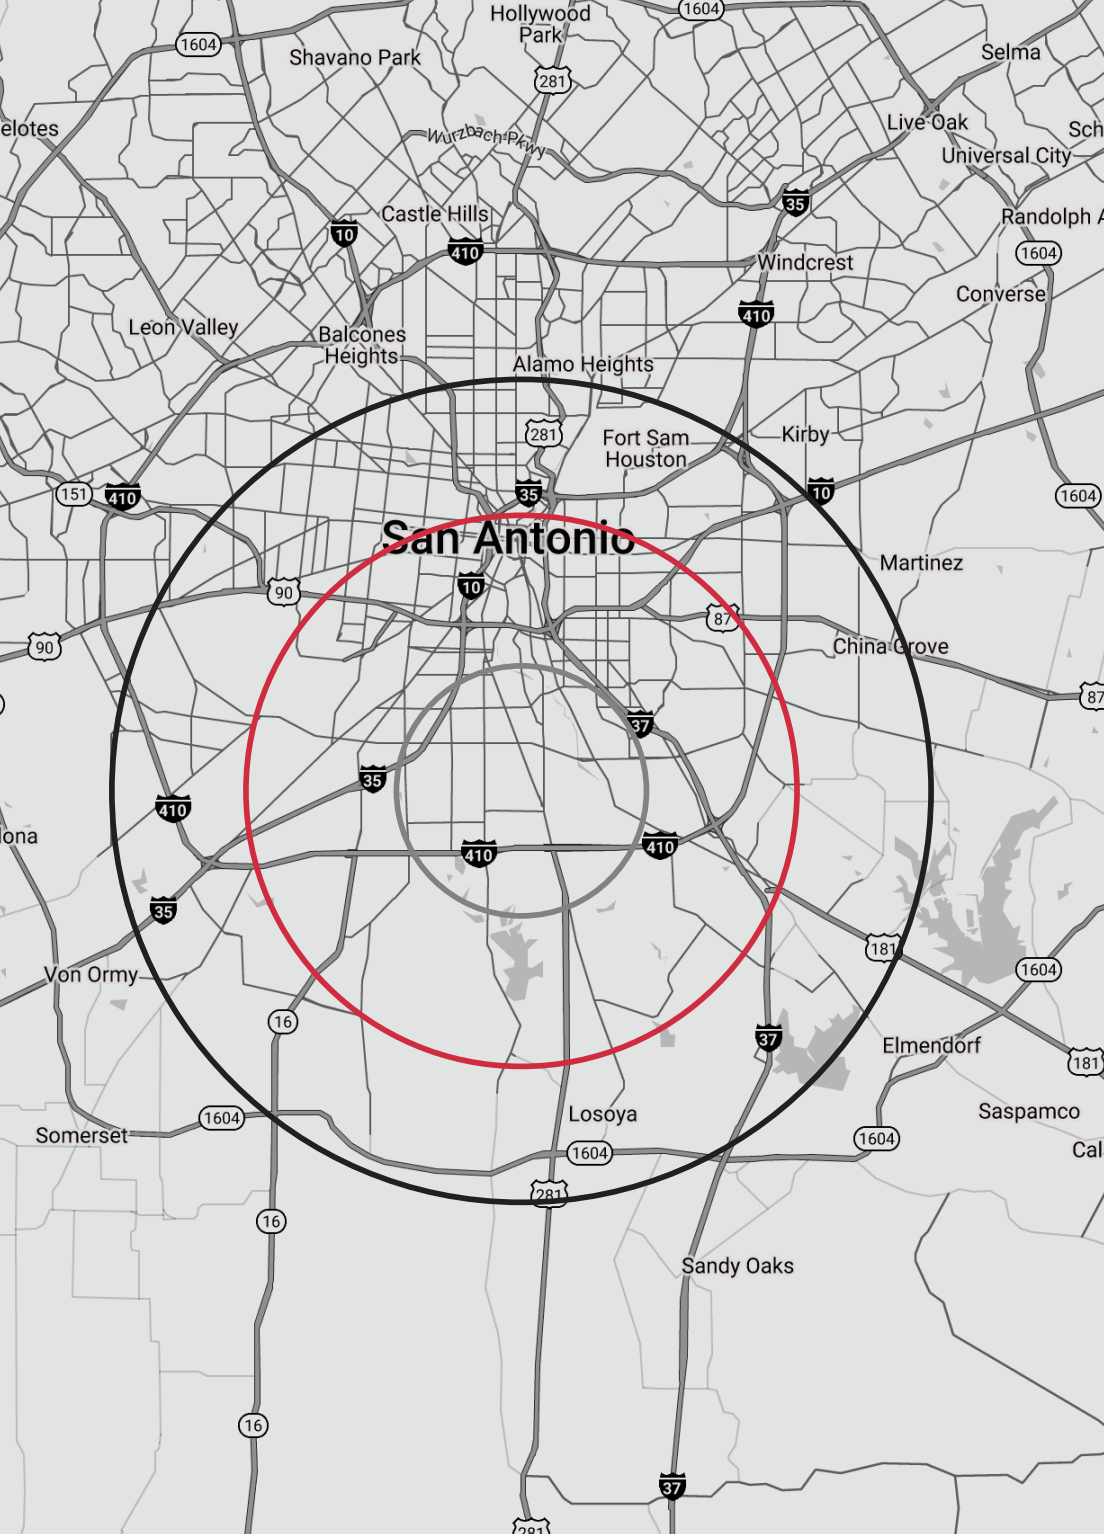 1604
Hollywood
Park
1604
Shavano Park
Selma
281
elotes
Live Oak
Sch
Wurzbach Pkwy
Universal City
35
Castle Hills
Randolph A
10
410
1604
Windcrest
Converse
410
Leon Valley
Balcones
Heights
Alamo Heights
281
Fort Sam
Houston
Kirby
151
410
35
10
1604
San Antonio
Martinez
10
90
87
90
China Grove
87
37
35
410
lona
410
410
35
181
Von Ormy
1604
16
37
Elmendorf
181
Losoya
Saspamco
1604
Somerset
1604
1604
Cal
281
16
Sandy Oaks
16
37
281